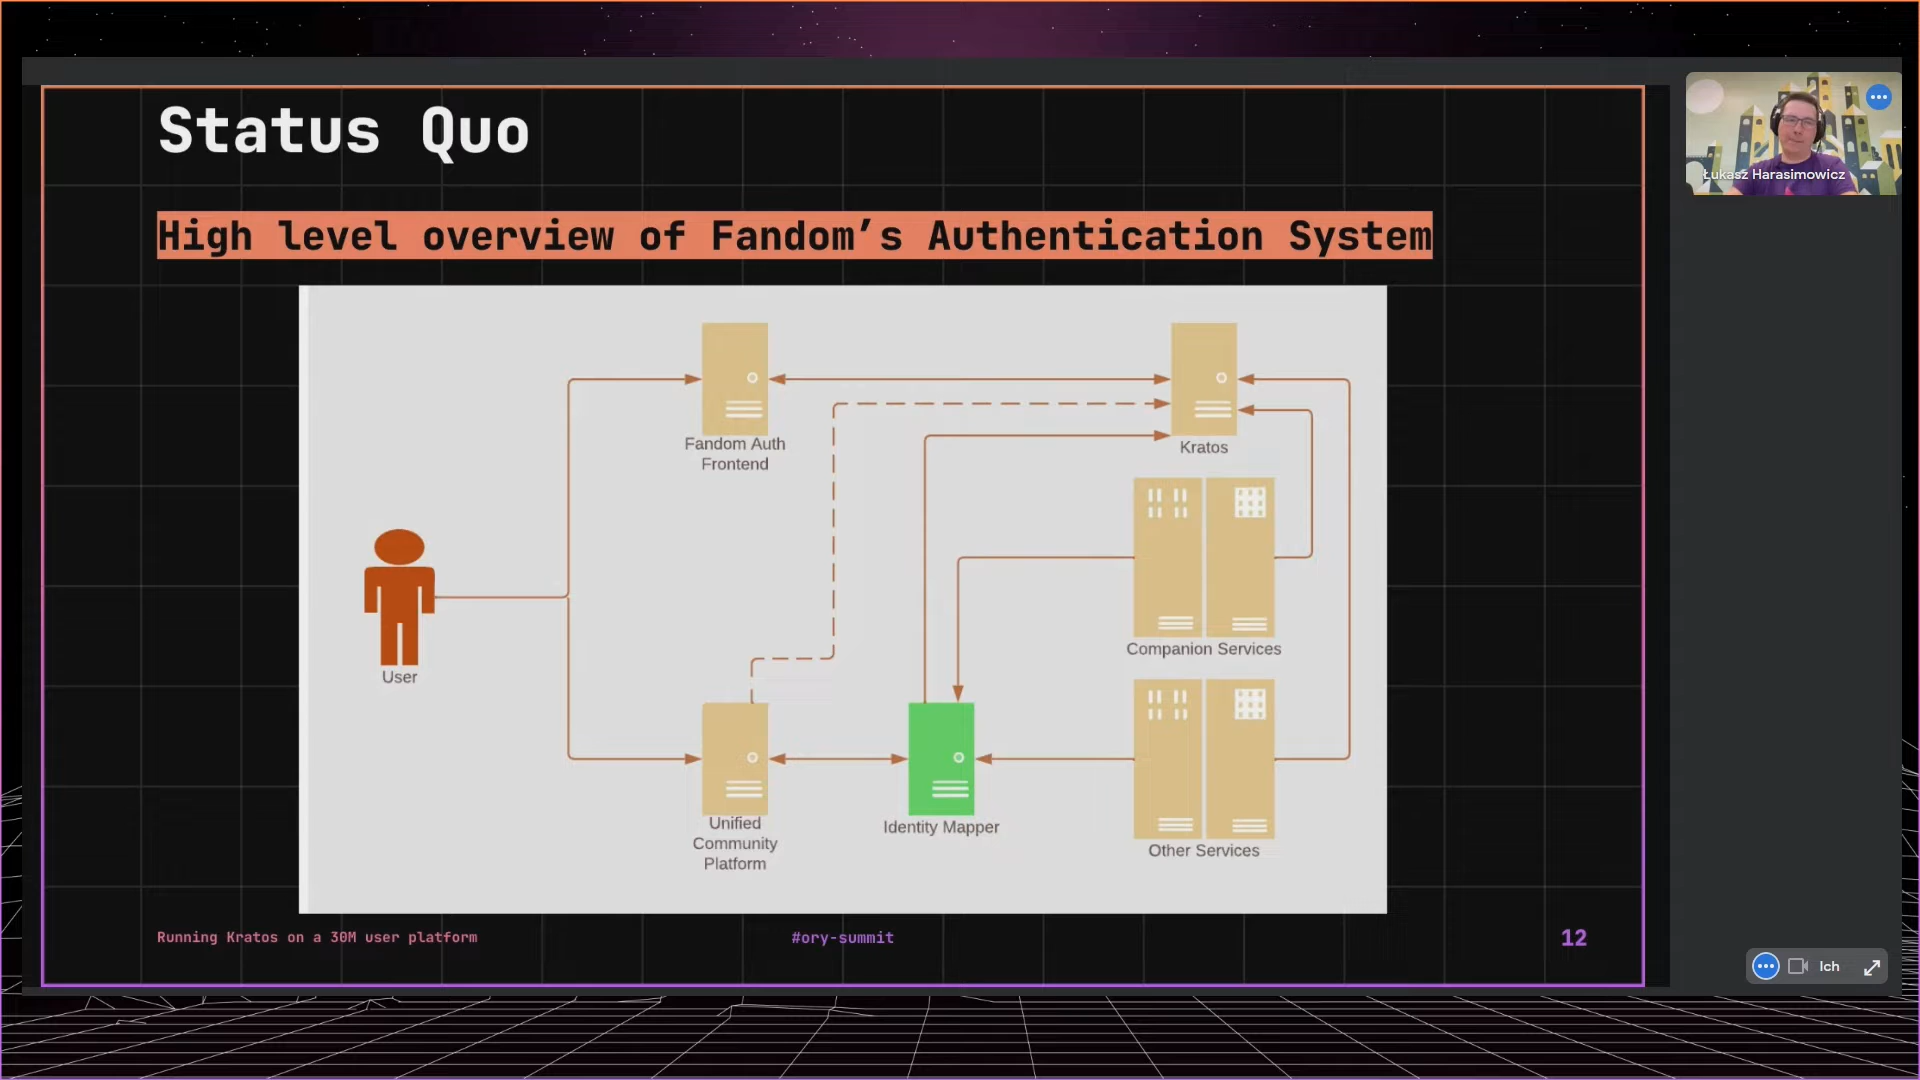 Status Quo
High level overview of Fandom’s Authentication System
Fandom Auth
Frontend
Kratos
Companion Services
User
Unified
Community
Platform
Identity Mapper
Other Services
Running Kratos on a 30M user platform
#ory-summit
12
Łukasz Harasimowicz
Ich